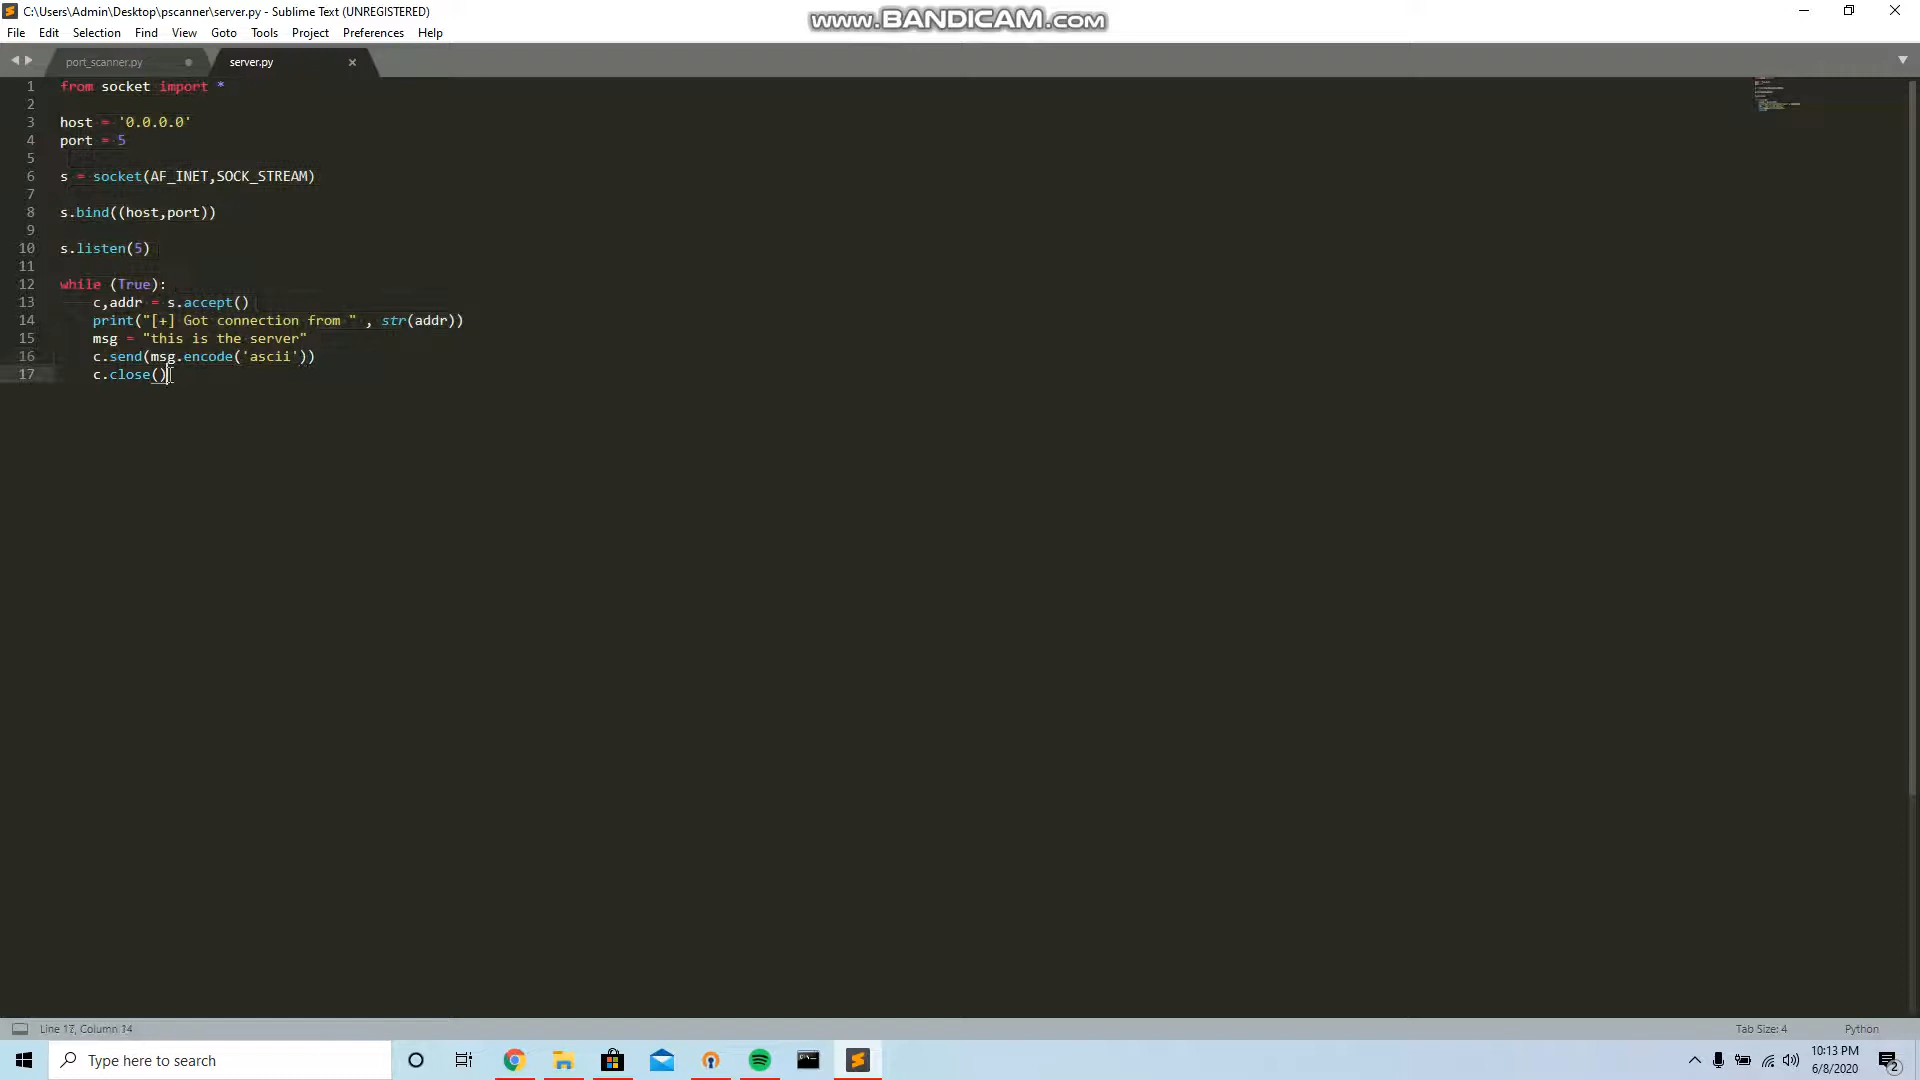 C:\Users\Admin\Desktop\pscanner\server.py - Sublime Text (UNREGISTERED)
www.BANDICAM.com
File Edit Selection Find View Goto Tools Project Preferences Help
port_scanner.py server.py
1 from socket import *
2
3 host = '0.0.0.0'
4 port = 5
5
6 s = socket(AF_INET,SOCK_STREAM)
7
8 s.bind((host,port))
9
10 s.listen(5)
11
12 while (True):
13 c,addr = s.accept()
14 print("[+] Got connection from " , str(addr))
15 msg = "this is the server"
16 c.send(msg.encode('ascii'))
17 c.close()
Line 17, Column 14 Tab Size: 4 Python
Type here to search
10:13 PM
6/8/2020
2